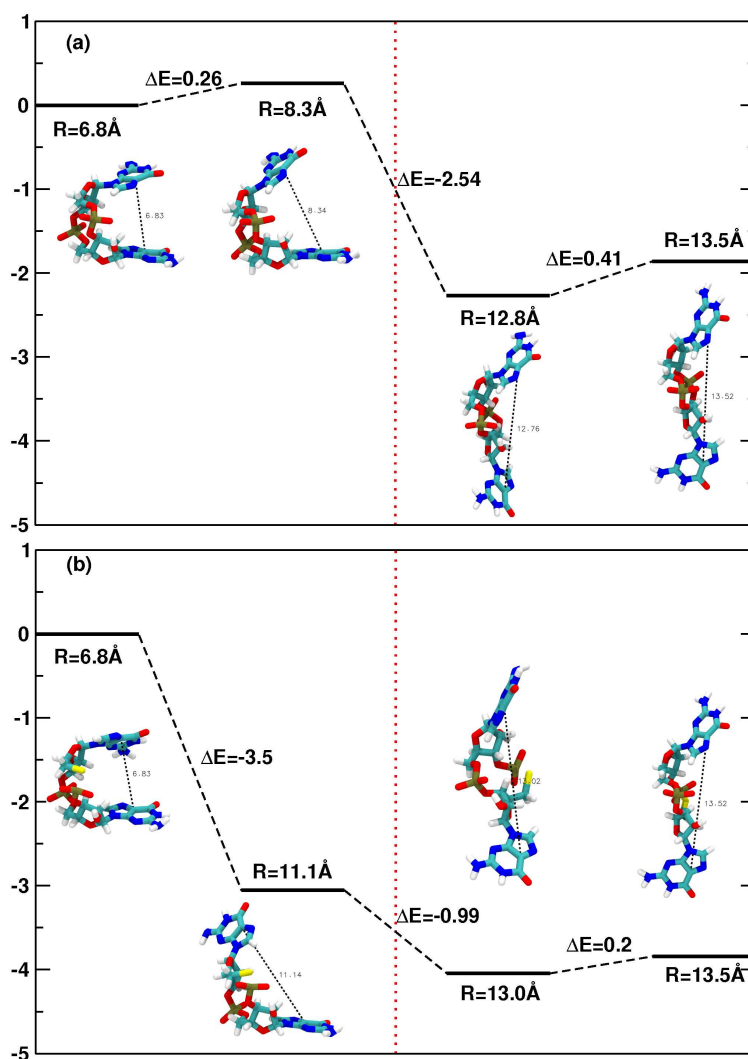 1
(a)
ΔE=0.26
0
R=6.8Å
R=8.3Å
-1
ΔE=-2.54
6.83
8.34
R=13.5Å
ΔE=0.41
-2
R=12.8Å
-3
13.52
12.76
-4
-5
1
(b)
0
R=6.8Å
-1
ΔE=-3.5
6.83
13.02
13.52
-2
R=11.1Å
-3
ΔE=-0.99
ΔE=0.2
11.14
-4
R=13.0Å
R=13.5Å
-5